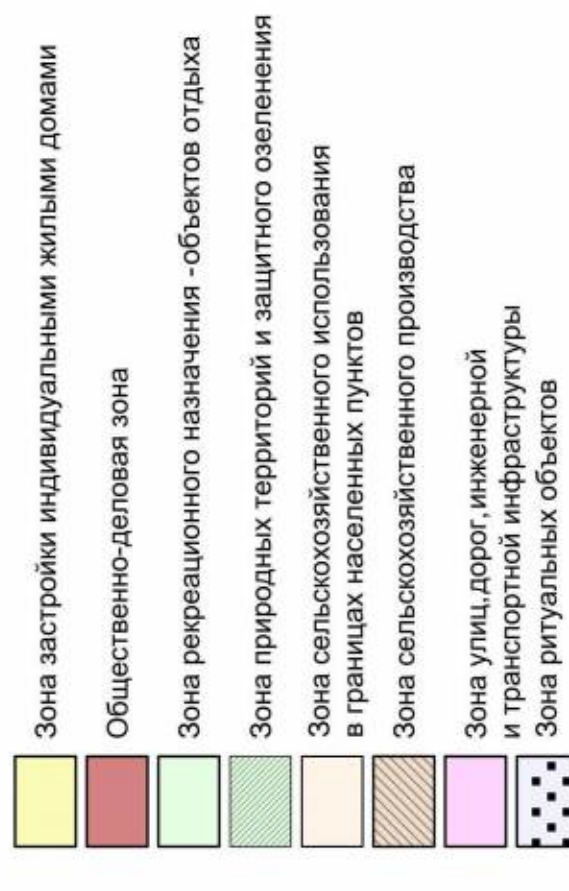 Зона застройки индивидуальными жилыми домами
Общественно-деловая зона
Зона рекреационного назначения -объектов отдыха
Зона природных территорий и защитного озеленения
Зона сельскохозяйственного использования
в границах населенных пунктов
Зона сельскохозяйственного производства
Зона улиц,дорог,инженерной
и транспортной инфраструктуры
Зона ритуальных объектов